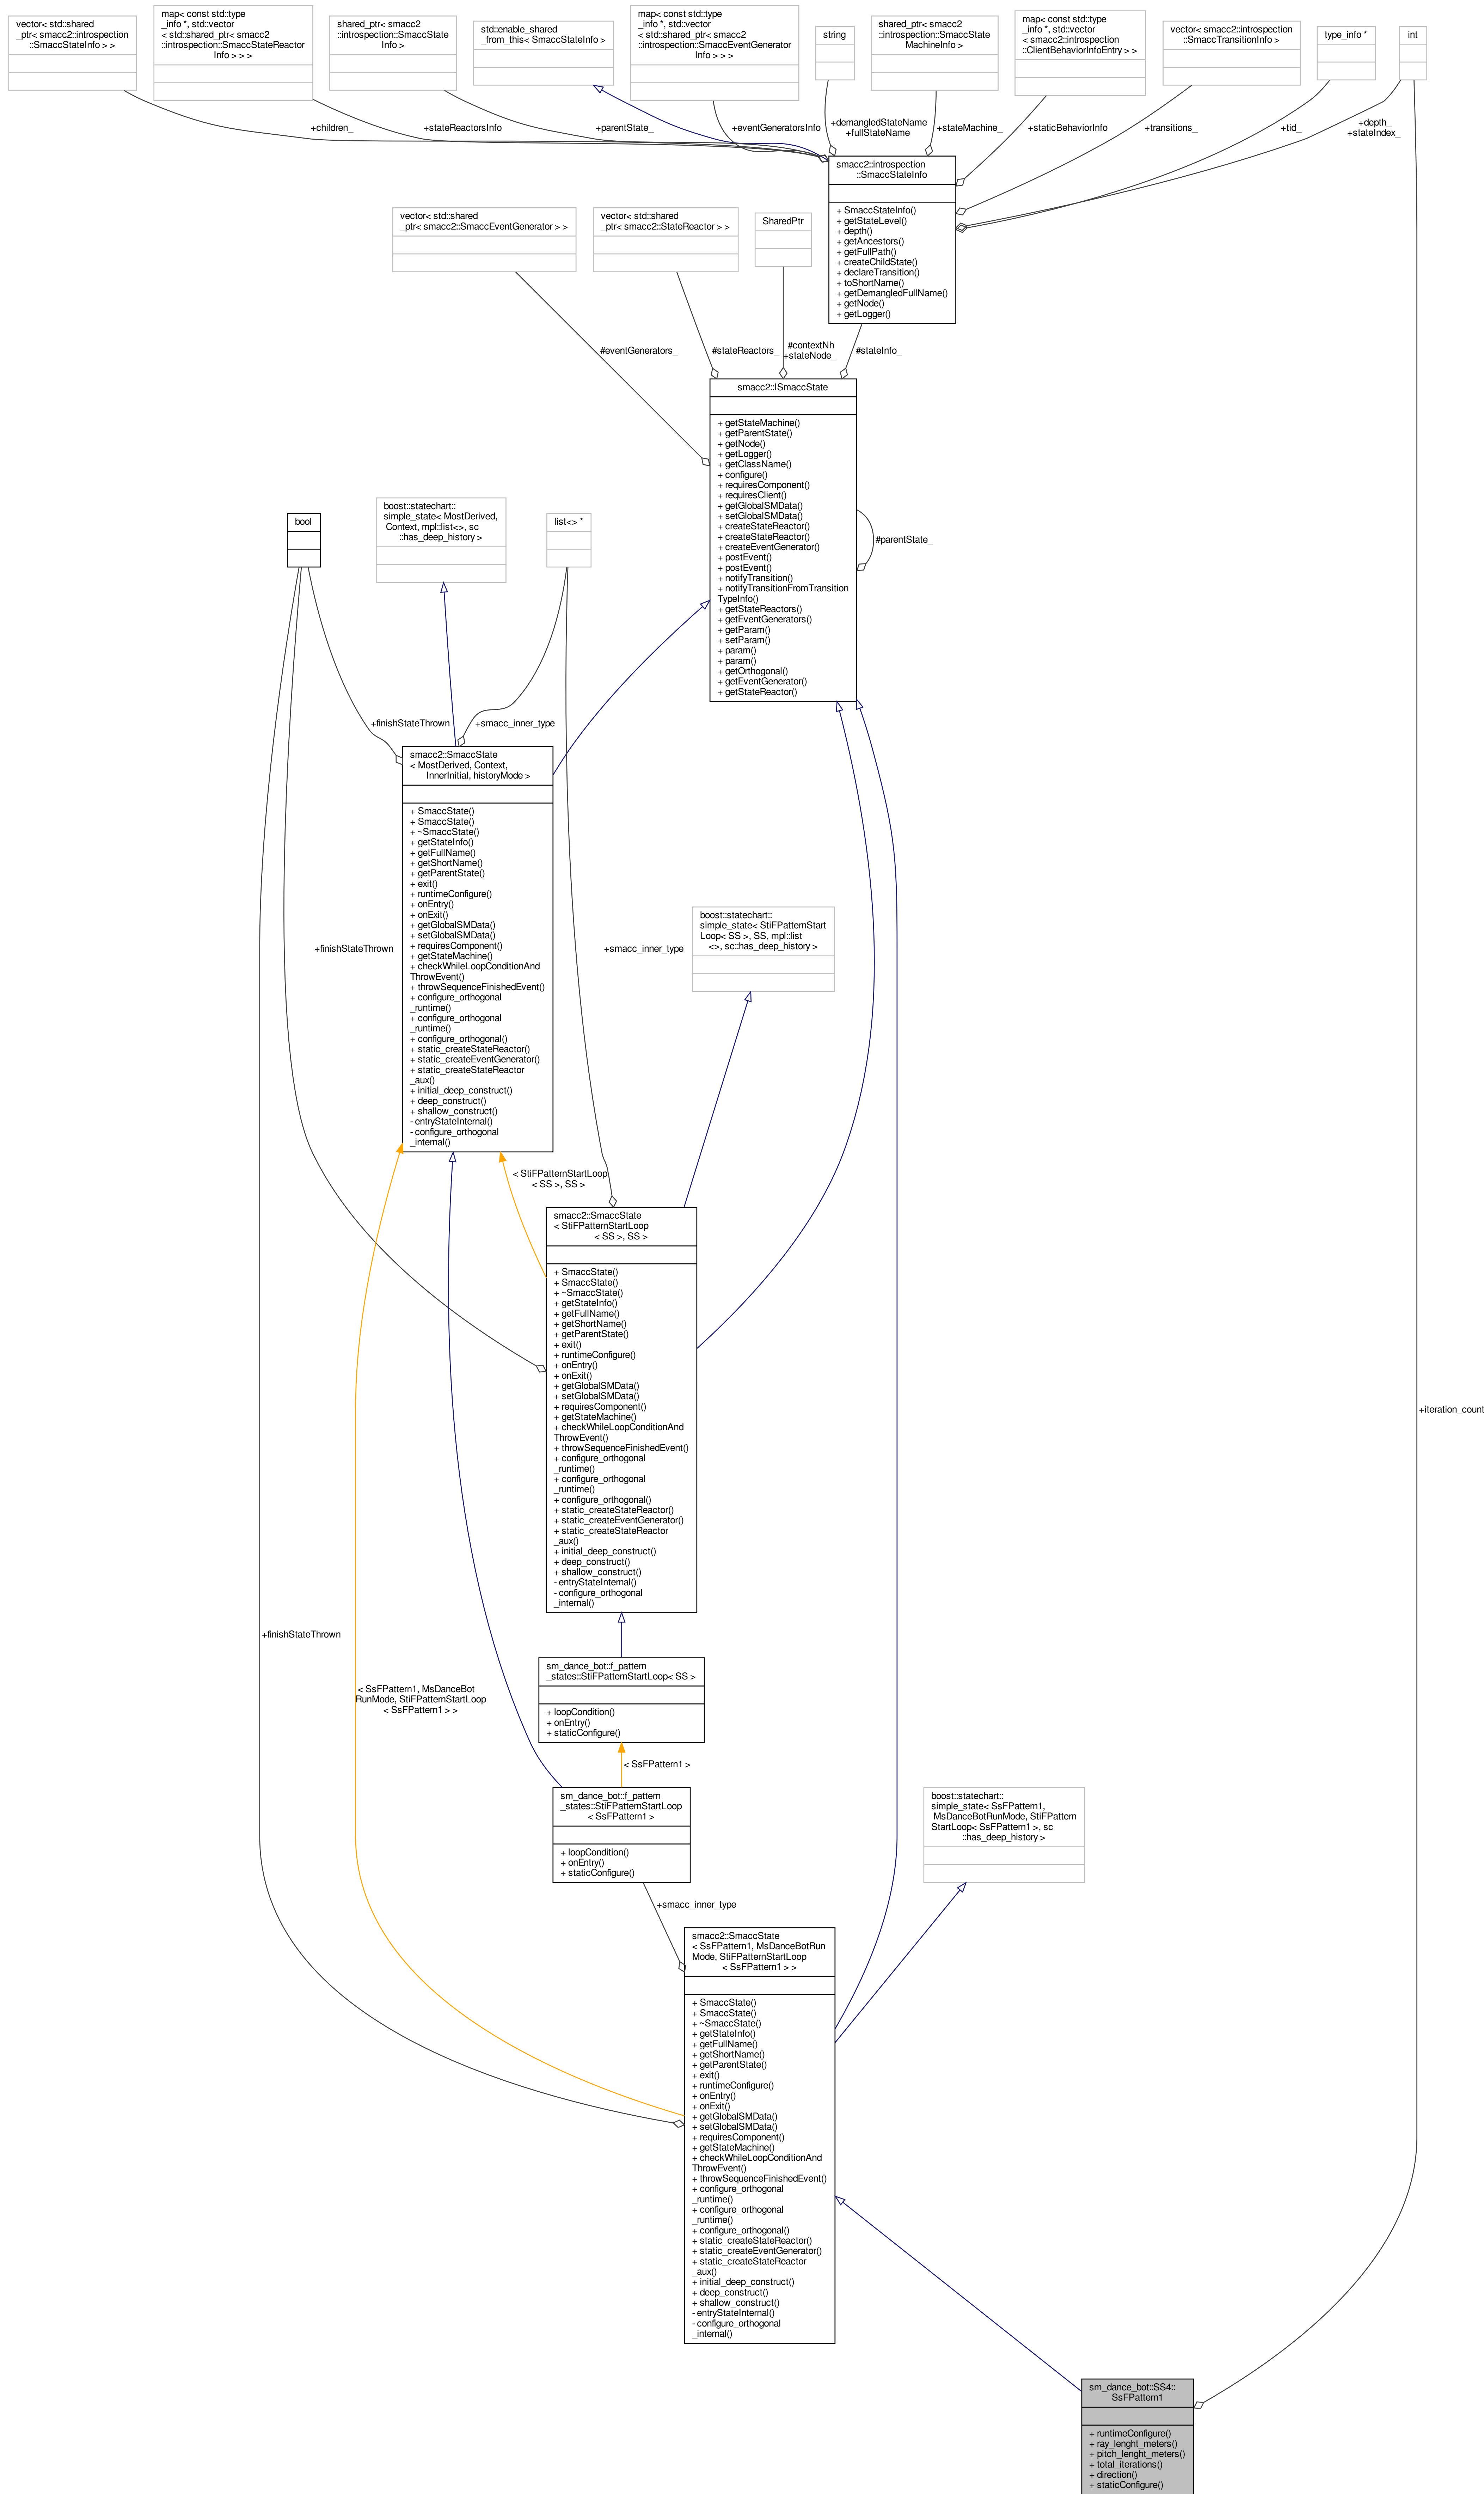 vector< std::shared
_ptr< smacc2::introspection
::SmaccStateInfo > >
map< const std::type
_info *, std::vector
< std::shared_ptr< smacc2
::introspection::SmaccStateReactor
Info > > >
shared_ptr< smacc2
::introspection::SmaccState
Info >
std::enable_shared
_from_this< SmaccStateInfo >
map< const std::type
_info *, std::vector
< std::shared_ptr< smacc2
::introspection::SmaccEventGenerator
Info > > >
string
shared_ptr< smacc2
::introspection::SmaccState
MachineInfo >
map< const std::type
_info *, std::vector
< smacc2::introspection
::ClientBehaviorInfoEntry > >
vector< smacc2::introspection
::SmaccTransitionInfo >
type_info *
int
+children_
+stateReactorsInfo
+parentState_
+eventGeneratorsInfo
+demangledStateName
+fullStateName
+stateMachine_
+staticBehaviorInfo
+transitions_
+tid_
+depth_
+stateIndex_
smacc2::introspection
::SmaccStateInfo
+ SmaccStateInfo()
+ getStateLevel()
+ depth()
+ getAncestors()
+ getFullPath()
+ createChildState()
+ declareTransition()
+ toShortName()
+ getDemangledFullName()
+ getNode()
+ getLogger()
vector< std::shared
_ptr< smacc2::SmaccEventGenerator > >
vector< std::shared
_ptr< smacc2::StateReactor > >
SharedPtr
#eventGenerators_
#stateReactors_
#contextNh
+stateNode_
#stateInfo_
smacc2::ISmaccState
+ getStateMachine()
+ getParentState()
+ getNode()
+ getLogger()
+ getClassName()
+ configure()
+ requiresComponent()
+ requiresClient()
+ getGlobalSMData()
+ setGlobalSMData()
+ createStateReactor()
+ createStateReactor()
+ createEventGenerator()
+ postEvent()
+ postEvent()
+ notifyTransition()
+ notifyTransitionFromTransition
TypeInfo()
+ getStateReactors()
+ getEventGenerators()
+ getParam()
+ setParam()
+ param()
+ param()
+ getOrthogonal()
+ getEventGenerator()
+ getStateReactor()
#parentState_
bool
boost::statechart::
simple_state< MostDerived,
Context, mpl::list<>, sc
::has_deep_history >
list<> *
+finishStateThrown
+smacc_inner_type
smacc2::SmaccState
< MostDerived, Context,
InnerInitial, historyMode >
+ SmaccState()
+ SmaccState()
+ ~SmaccState()
+ getStateInfo()
+ getFullName()
+ getShortName()
+ getParentState()
+ exit()
+ runtimeConfigure()
+ onEntry()
+ onExit()
+ getGlobalSMData()
+ setGlobalSMData()
+ requiresComponent()
+ getStateMachine()
+ checkWhileLoopConditionAnd
ThrowEvent()
+ throwSequenceFinishedEvent()
+ configure_orthogonal
_runtime()
+ configure_orthogonal
_runtime()
+ configure_orthogonal()
+ static_createStateReactor()
+ static_createEventGenerator()
+ static_createStateReactor
_aux()
+ initial_deep_construct()
+ deep_construct()
+ shallow_construct()
- entryStateInternal()
- configure_orthogonal
_internal()
+finishStateThrown
+smacc_inner_type
boost::statechart::
simple_state< StiFPatternStart
Loop< SS >, SS, mpl::list
<>, sc::has_deep_history >
< StiFPatternStartLoop
< SS >, SS >
smacc2::SmaccState
< StiFPatternStartLoop
< SS >, SS >
+ SmaccState()
+ SmaccState()
+ ~SmaccState()
+ getStateInfo()
+ getFullName()
+ getShortName()
+ getParentState()
+ exit()
+ runtimeConfigure()
+ onEntry()
+ onExit()
+ getGlobalSMData()
+ setGlobalSMData()
+ requiresComponent()
+ getStateMachine()
+ checkWhileLoopConditionAnd
ThrowEvent()
+ throwSequenceFinishedEvent()
+ configure_orthogonal
_runtime()
+ configure_orthogonal
_runtime()
+ configure_orthogonal()
+ static_createStateReactor()
+ static_createEventGenerator()
+ static_createStateReactor
_aux()
+ initial_deep_construct()
+ deep_construct()
+ shallow_construct()
- entryStateInternal()
- configure_orthogonal
_internal()
+iteration_count
+finishStateThrown
sm_dance_bot::f_pattern
_states::StiFPatternStartLoop< SS >
+ loopCondition()
+ onEntry()
+ staticConfigure()
< SsFPattern1, MsDanceBot
RunMode, StiFPatternStartLoop
< SsFPattern1 > >
< SsFPattern1 >
sm_dance_bot::f_pattern
_states::StiFPatternStartLoop
< SsFPattern1 >
+ loopCondition()
+ onEntry()
+ staticConfigure()
boost::statechart::
simple_state< SsFPattern1,
MsDanceBotRunMode, StiFPattern
StartLoop< SsFPattern1 >, sc
::has_deep_history >
+smacc_inner_type
smacc2::SmaccState
< SsFPattern1, MsDanceBotRun
Mode, StiFPatternStartLoop
< SsFPattern1 > >
+ SmaccState()
+ SmaccState()
+ ~SmaccState()
+ getStateInfo()
+ getFullName()
+ getShortName()
+ getParentState()
+ exit()
+ runtimeConfigure()
+ onEntry()
+ onExit()
+ getGlobalSMData()
+ setGlobalSMData()
+ requiresComponent()
+ getStateMachine()
+ checkWhileLoopConditionAnd
ThrowEvent()
+ throwSequenceFinishedEvent()
+ configure_orthogonal
_runtime()
+ configure_orthogonal
_runtime()
+ configure_orthogonal()
+ static_createStateReactor()
+ static_createEventGenerator()
+ static_createStateReactor
_aux()
+ initial_deep_construct()
+ deep_construct()
+ shallow_construct()
- entryStateInternal()
- configure_orthogonal
_internal()
sm_dance_bot::SS4::
SsFPattern1
+ runtimeConfigure()
+ ray_lenght_meters()
+ pitch_lenght_meters()
+ total_iterations()
+ direction()
+ staticConfigure()